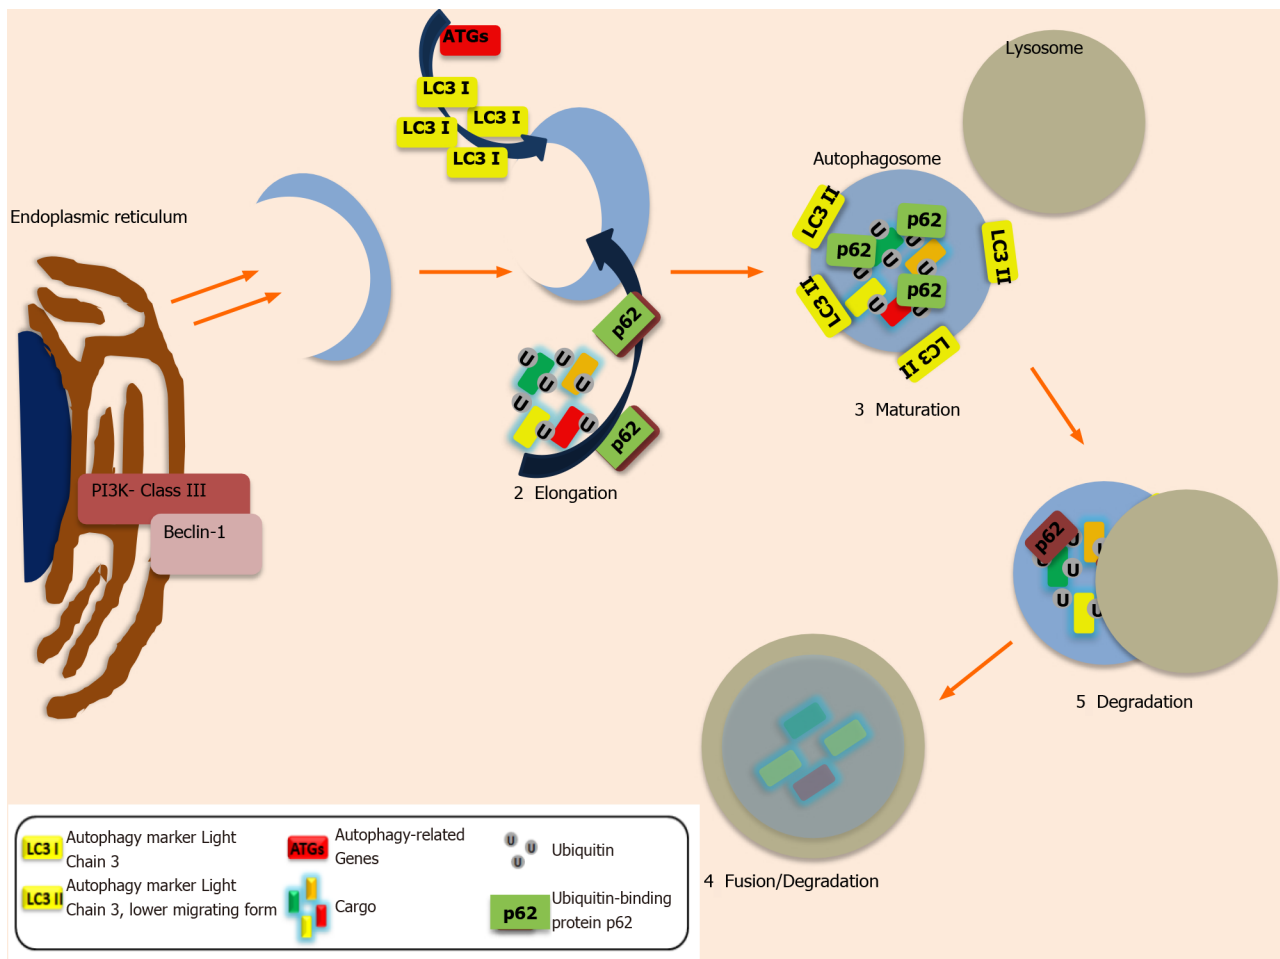 ATGs
LC3 I
LC3 I
LC3 I
LC3 I
Lysosome
Autophagosome
Endoplasmic reticulum
LC3 II
LC3 II
LC3 II
LC3 II
p62
p62
p62
U
U
U
U
U
U
U
p62
p62
U
U
U
U
U
U
U
3 Maturation
2 Elongation
PI3K- Class III
Beclin-1
p62
U
U
U
U
U
U
5 Degradation
4 Fusion/Degradation
LC3 I
Autophagy marker Light
Chain 3
LC3 II
Autophagy marker Light
Chain 3, lower migrating form
ATGs
Autophagy-related
Genes
Cargo
U
U
U
Ubiquitin
p62
Ubiquitin-binding
protein p62